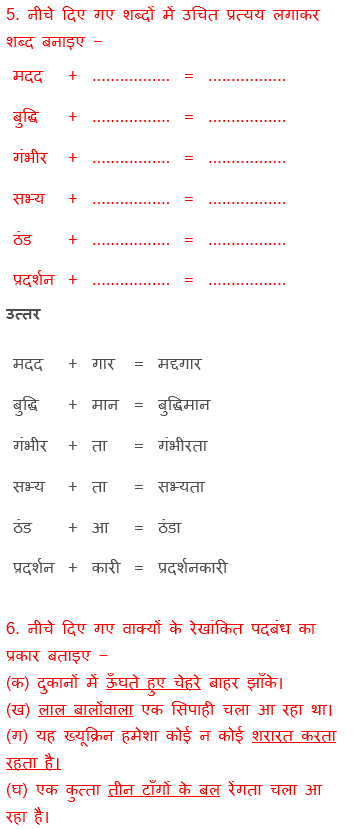 5. नीचे दिए गए शब्दों में उचित प्रत्यय लगाकर
शब्द बनाइए −
मदद + ................. = .................
बुद्धि + ................. = .................
गंभीर + ................. = .................
सभ्य + ................. = .................
ठंड + ................. = .................
प्रदर्शन + ................. = .................
उत्तर
मदद + गार = मद्दगार
बुद्धि + मान = बुद्धिमान
गंभीर + ता = गंभीरता
सभ्य + ता = सभ्यता
ठंड + आ = ठंडा
प्रदर्शन + कारी = प्रदर्शनकारी
6. नीचे दिए गए वाक्यों के रेखांकित पदबंध का
प्रकार बताइए −
(क) दुकानों में ऊँघते हुए चेहरे बाहर झाँके।
(ख) लाल बालोंवाला एक सिपाही चला आ रहा था।
(ग) यह ख्यूक्रिन हमेशा कोई न कोई शरारत करता
रहता है।
(घ) एक कुत्ता तीन टाँगों के बल रेंगता चला आ
रहा है।